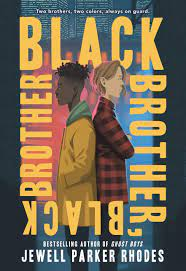 Two brothers, two colors, always on guard.
BLACK
BROTHER,
BLACK
BROTHER
BESTSELLING AUTHOR OF GHOST BOYS
JEWELL PARKER RHODES